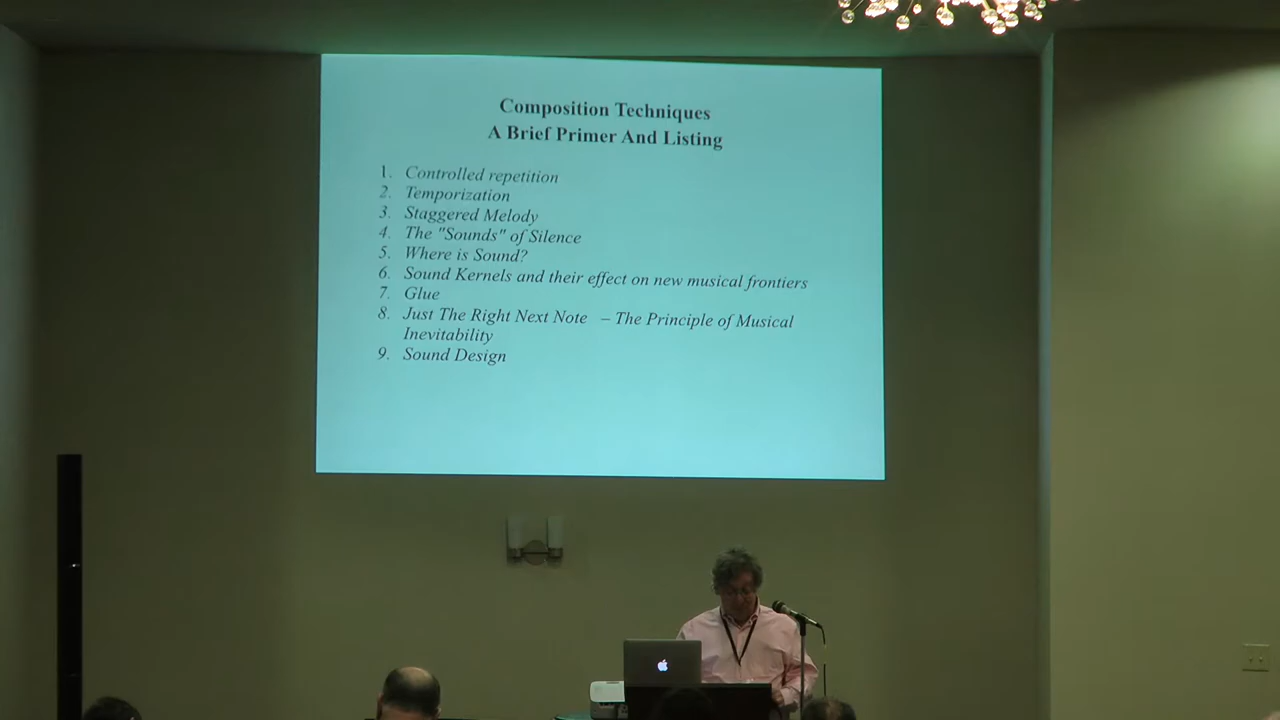 Composition Techniques
A Brief Primer And Listing
1. Controlled repetition
2. Temporization
3. Staggered Melody
4. The "Sounds" of Silence
5. Where is Sound?
6. Sound Kernels and their effect on new musical frontiers
7. Glue
8. Just The Right Next Note – The Principle of Musical
Inevitability
9. Sound Design